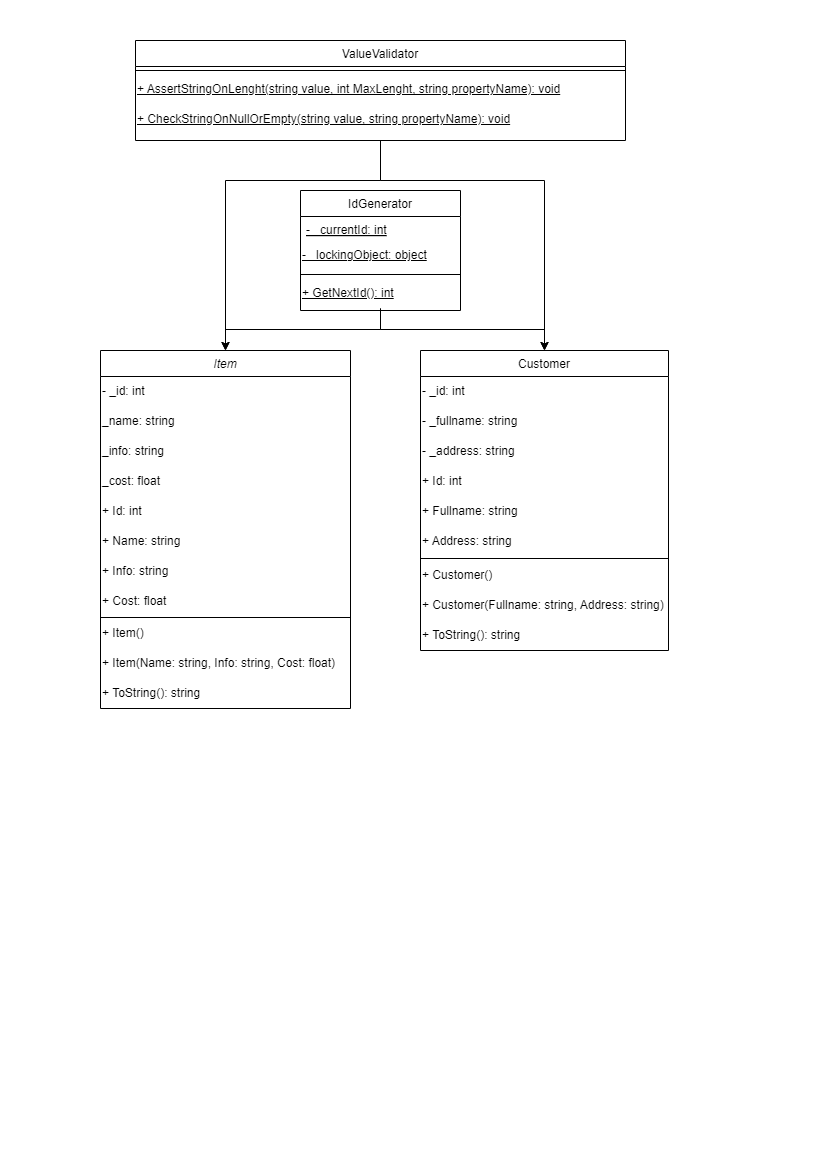 ValueValidator
+ AssertStringOnLenght(string value, int MaxLenght, string propertyName): void
+ CheckStringOnNullOrEmpty(string value, string propertyName): void
IdGenerator
- _currentId: int
- _lockingObject: object
+ GetNextId(): int
Item
- _id: int
_name: string
_info: string
_cost: float
+ Id: int
+ Name: string
+ Info: string
+ Cost: float
+ Item()
+ Item(Name: string, Info: string, Cost: float)
+ ToString(): string
Customer
- _id: int
- _fullname: string
- _address: string
+ Id: int
+ Fullname: string
+ Address: string
+ Customer()
+ Customer(Fullname: string, Address: string)
+ ToString(): string